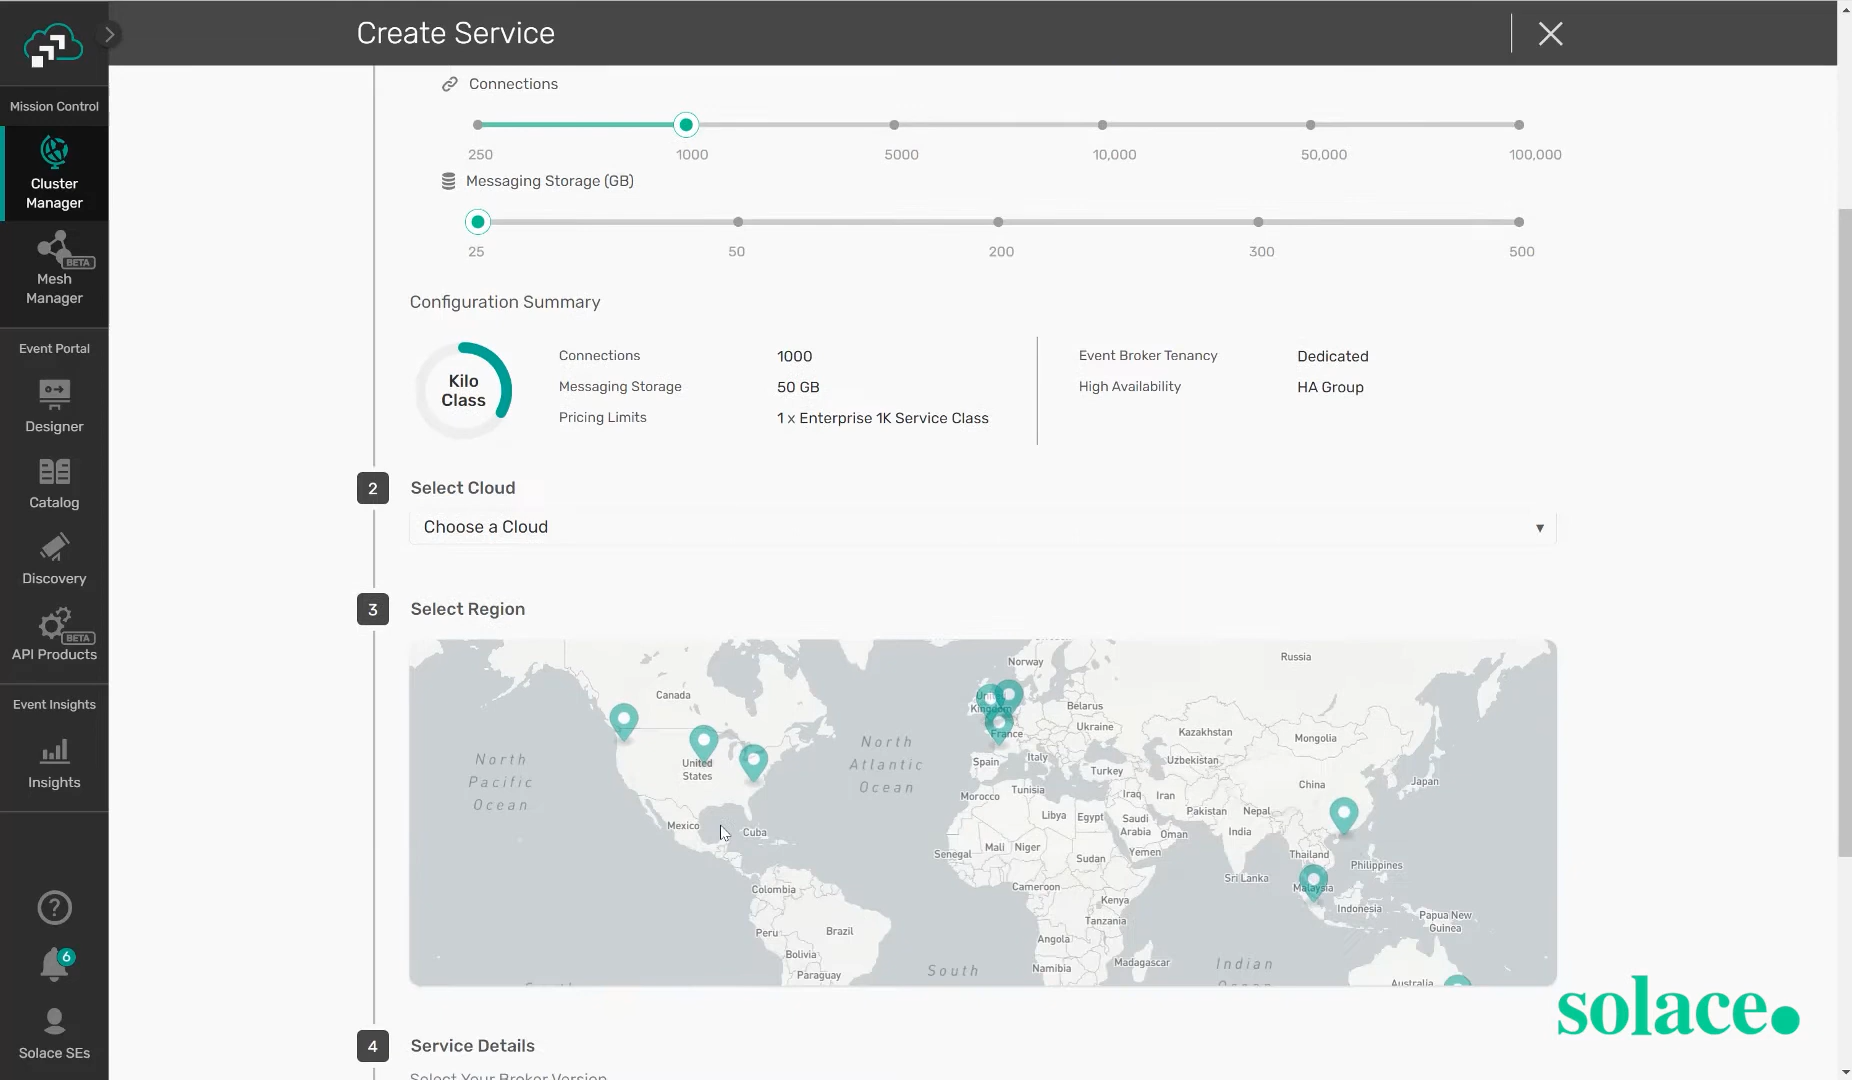 Create Service
Mission Control
Cluster
Manager
BETA
Mesh
Manager
Event Portal
Designer
Catalog
Discovery
BETA
API Products
Event Insights
Insights
6
Solace SEs
Connections
250 1000 5000 10,000 50,000 100,000
Messaging Storage (GB)
25 50 200 300 500
Configuration Summary
Kilo
Class
Connections 1000
Messaging Storage 50 GB
Pricing Limits 1 x Enterprise 1K Service Class
Event Broker Tenancy Dedicated
High Availability HA Group
2 Select Cloud
Choose a Cloud
3 Select Region
Norway
Russia
Canada
United
Kingdom
Belarus
Ukraine
France
Kazakhstan
Mongolia
North
Pacific
Ocean
North
Atlantic
Ocean
United
States
Spain
Italy
Turkey
Uzbekistan
China
Japan
Morocco
Tunisia
Iraq
Iran
Pakistan
Nepal
Libya
Egypt
Saudi
Arabia
Oman
India
Mexico
Cuba
Senegal
Mali
Niger
Sudan
Yemen
Thailand
Philippines
Sri Lanka
Malaysia
Colombia
Cameroon
Kenya
Tanzania
Indonesia
Papua New
Guinea
Peru
Brazil
Angola
Bolivia
Paraguay
South
Namibia
Madagascar
Indian
Australia
solace.
4 Service Details
Select Your Broker Version